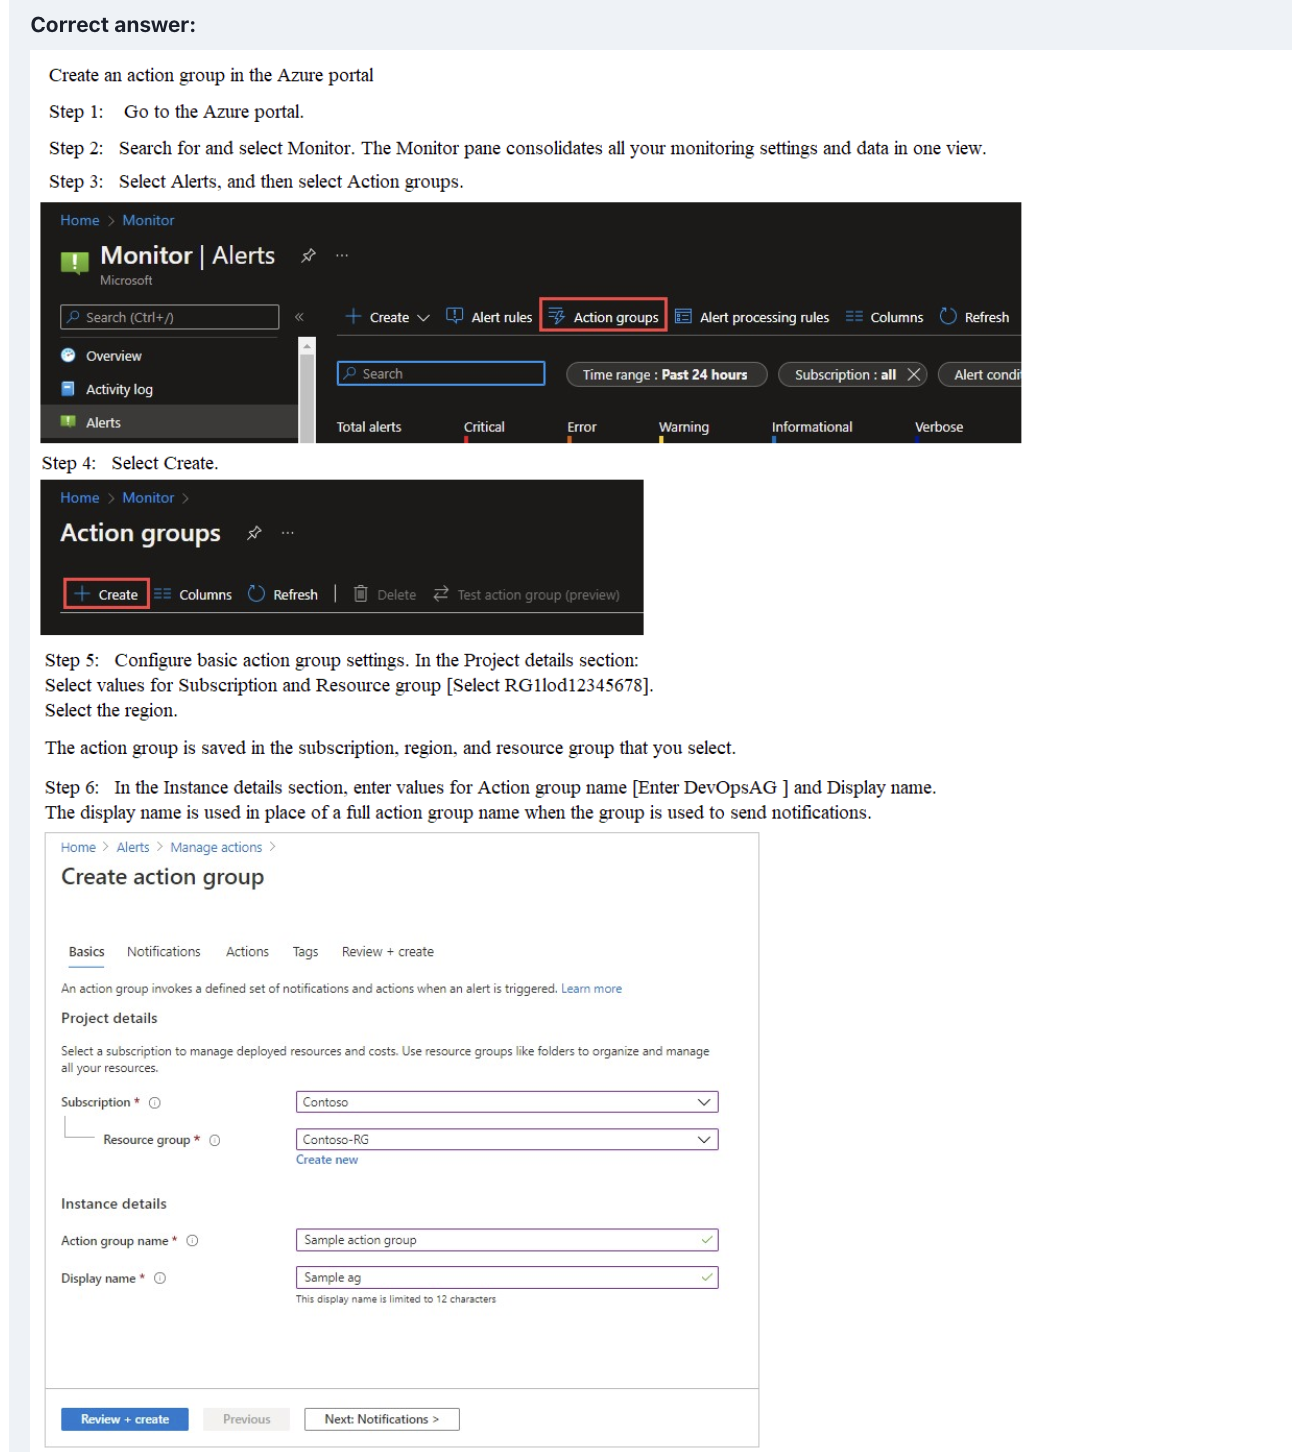 Correct answer:
Create an action group in the Azure portal
Step 1: Go to the Azure portal.
Step 2: Search for and select Monitor. The Monitor pane consolidates all your monitoring settings and data in one view.
Step 3: Select Alerts, and then select Action groups.
Home > Monitor
Monitor | Alerts ...
Microsoft
Search (Ctrl+/) «
+ Create Alert rules Action groups Alert processing rules Columns Refresh
Overview
Search Time range : Past 24 hours Subscription : all Alert condi
Activity log
Alerts
Total alerts Critical Error Warning Informational Verbose
Step 4: Select Create.
Home > Monitor >
Action groups ...
+ Create Columns Refresh | Delete Test action group (preview)
Step 5: Configure basic action group settings. In the Project details section:
Select values for Subscription and Resource group [Select RG1lod12345678].
Select the region.
The action group is saved in the subscription, region, and resource group that you select.
Step 6: In the Instance details section, enter values for Action group name [Enter DevOpsAG ] and Display name.
The display name is used in place of a full action group name when the group is used to send notifications.
Home > Alerts > Manage actions >
Create action group
Basics Notifications Actions Tags Review + create
An action group invokes a defined set of notifications and actions when an alert is triggered. Learn more
Project details
Select a subscription to manage deployed resources and costs. Use resource groups like folders to organize and manage
all your resources.
Subscription * Contoso
Resource group * Contoso-RG
Create new
Instance details
Action group name * Sample action group
Display name * Sample ag
This display name is limited to 12 characters
Review + create Previous Next: Notifications >